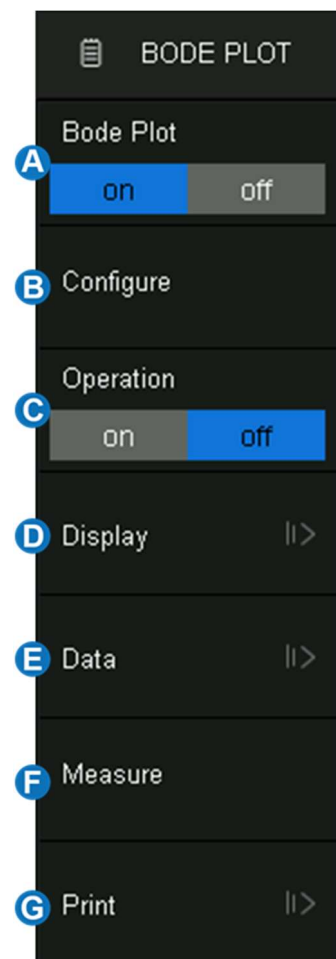 BODE PLOT
Bode Plot
A
on off
B Configure
Operation
C
on off
D Display
E Data
F Measure
G Print